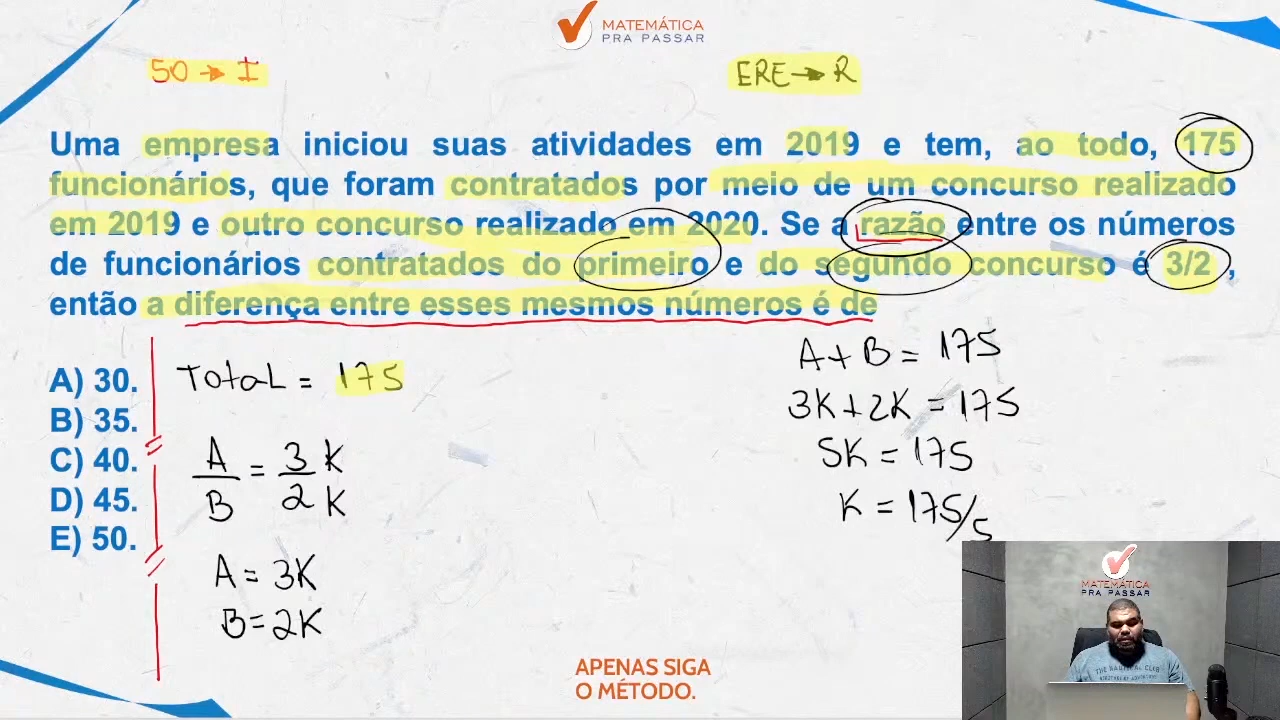 MATEMÁTICA
PRA PASSAR
50 → I
ERE → R
Uma empresa iniciou suas atividades em 2019 e tem, ao todo, 175
funcionários, que foram contratados por meio de um concurso realizado
em 2019 e outro concurso realizado em 2020. Se a razão entre os números
de funcionários contratados do primeiro e do segundo concurso é 3/2 ,
então a diferença entre esses mesmos números é de
A) 30.
B) 35.
C) 40.
D) 45.
E) 50.
Total = 175
A/B = 3K/2K
A = 3K
B = 2K
A + B = 175
3K + 2K = 175
5K = 175
K = 175/5
MATEMÁTICA
PRA PASSAR
APENAS SIGA
O MÉTODO.